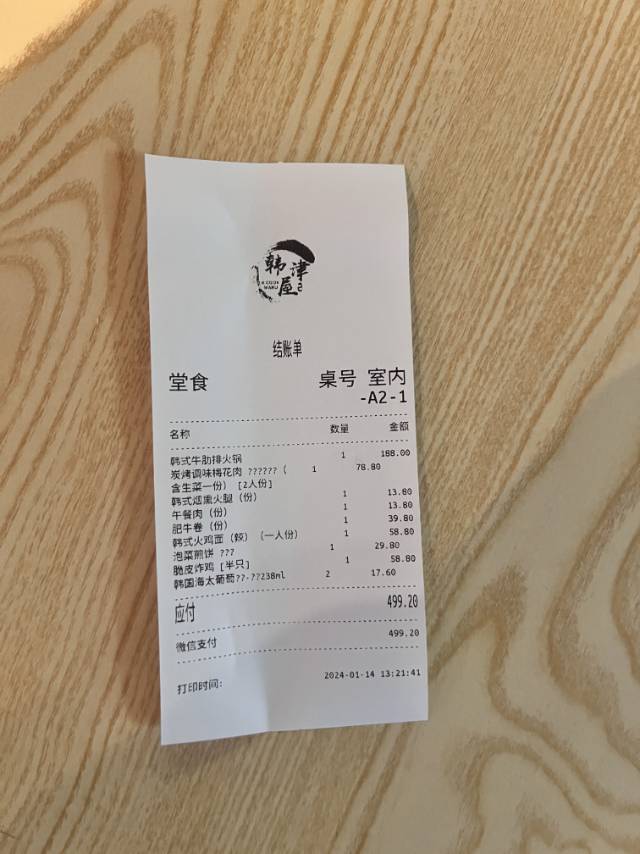 韩津
屋
结账单
堂食 桌号 室内
-A2-1
名称 数量 金额
韩式牛肋排火锅 1 188.00
炭烤调味梅花肉 ??????（ 1 78.80
含生菜一份）[2人份]
韩式烟熏火腿（份） 1 13.80
午餐肉（份） 1 13.80
肥牛卷（份） 1 39.80
韩式火鸡面（餃）（一人份） 1 58.80
泡菜煎饼 ??? 1 29.80
脆皮炸鸡 [半只] 1 58.80
韩国海太葡萄??·??238ml 2 17.60
应付 499.20
微信支付 499.20
打印时间: 2024-01-14 13:21:41